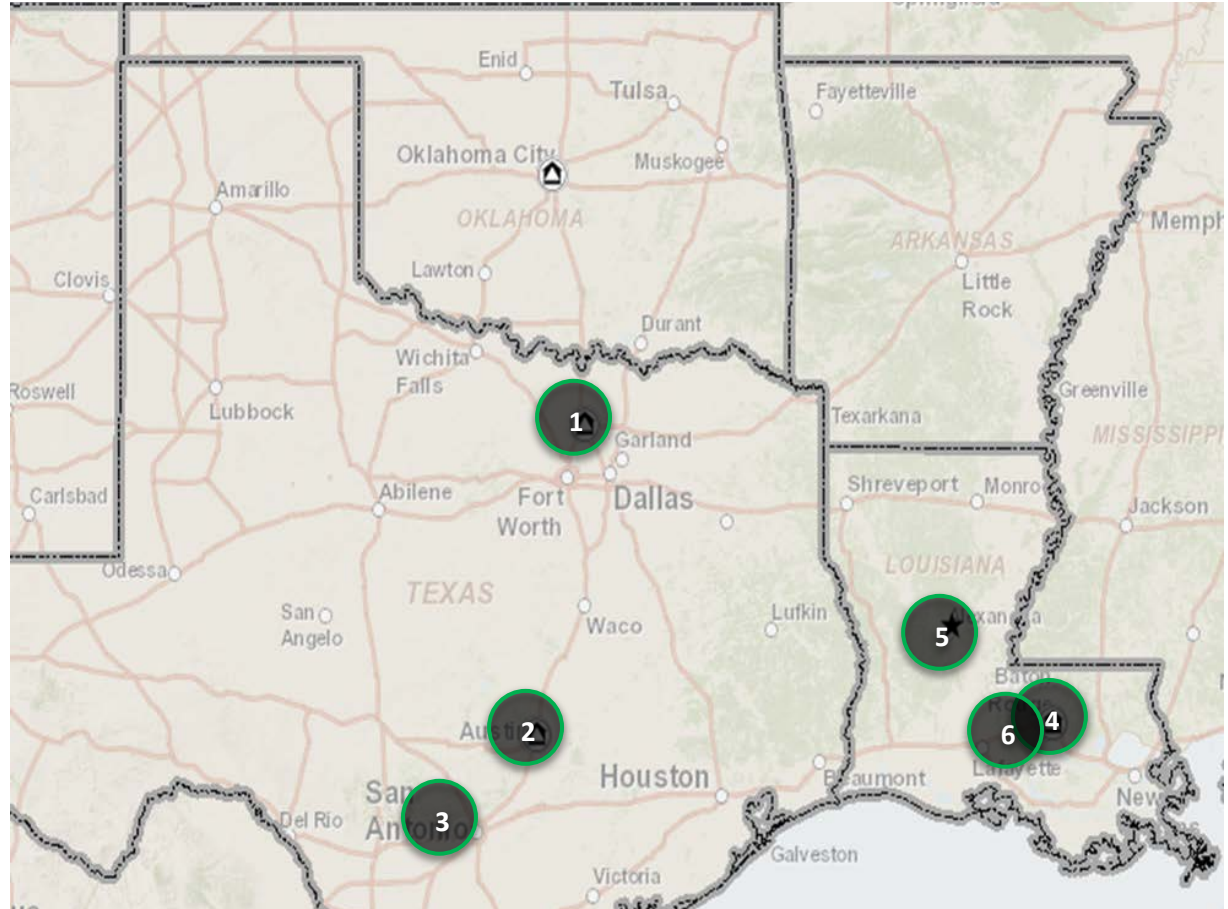 Enid
Tulsa
Fayetteville
Oklahoma City
Muskogee
Amarillo
OKLAHOMA
Memph
ARKANSAS
Clovis
Lawton
Little
Rock
Durant
Wichita
Falls
Roswell
Lubbock
Greenville
1
Texarkana
Garland
MISSISSIPPI
Carlsbad
Abilene
Fort
Worth
Dallas
Shreveport
Monro
Jackson
Odessa
TEXAS
LOUISIANA
San
Angelo
Waco
Lufkin
5
Baton
2
4
6
Lafayette
Houston
Beaumont
San
3
Del Rio
New
Galveston
Victoria